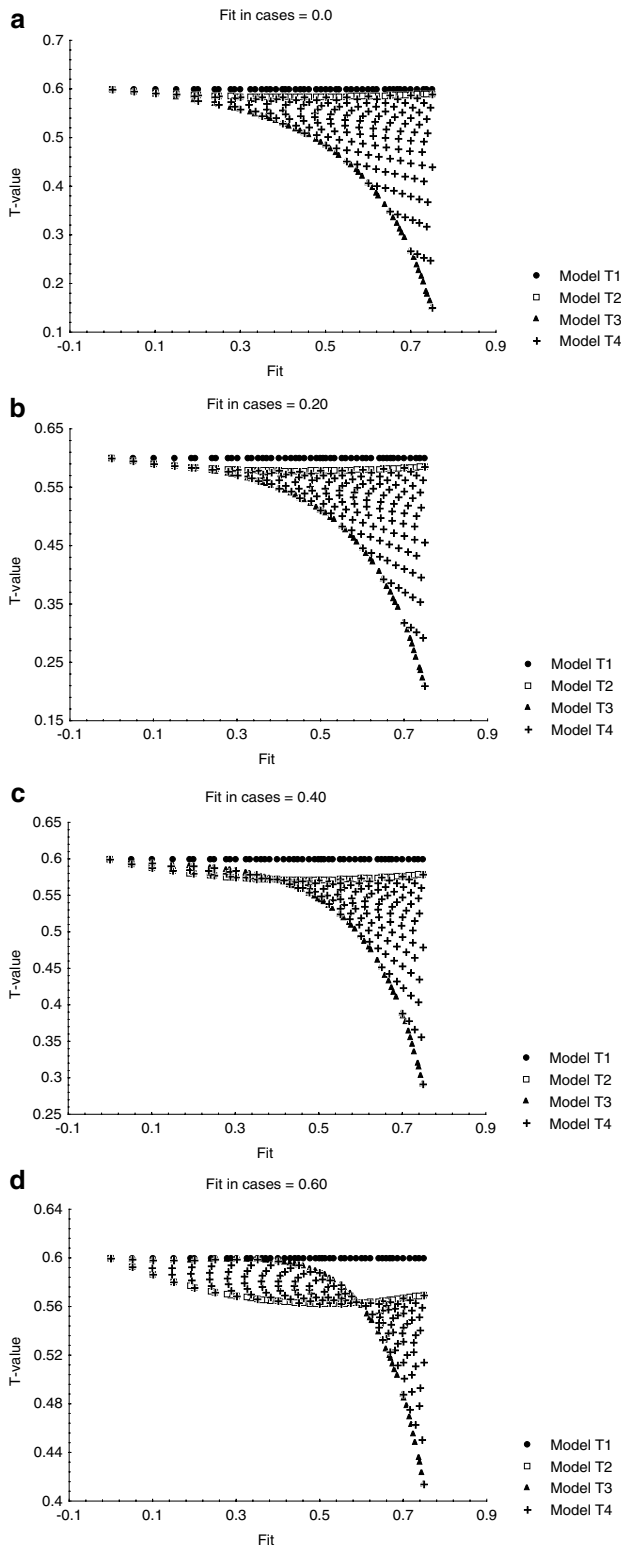 a
Fit in cases = 0.0
0.7
0.6
0.5
0.4
0.3
0.2
0.1
T-value
-0.1 0.1 0.3 0.5 0.7 0.9
Fit
Model T1
Model T2
Model T3
Model T4
b
Fit in cases = 0.20
0.65
0.55
0.45
0.35
0.25
0.15
T-value
-0.1 0.1 0.3 0.5 0.7 0.9
Fit
Model T1
Model T2
Model T3
Model T4
c
Fit in cases = 0.40
0.65
0.6
0.55
0.5
0.45
0.4
0.35
0.3
0.25
T-value
-0.1 0.1 0.3 0.5 0.7 0.9
Fit
Model T1
Model T2
Model T3
Model T4
d
Fit in cases = 0.60
0.64
0.6
0.56
0.52
0.48
0.44
0.4
T-value
-0.1 0.1 0.3 0.5 0.7 0.9
Fit
Model T1
Model T2
Model T3
Model T4